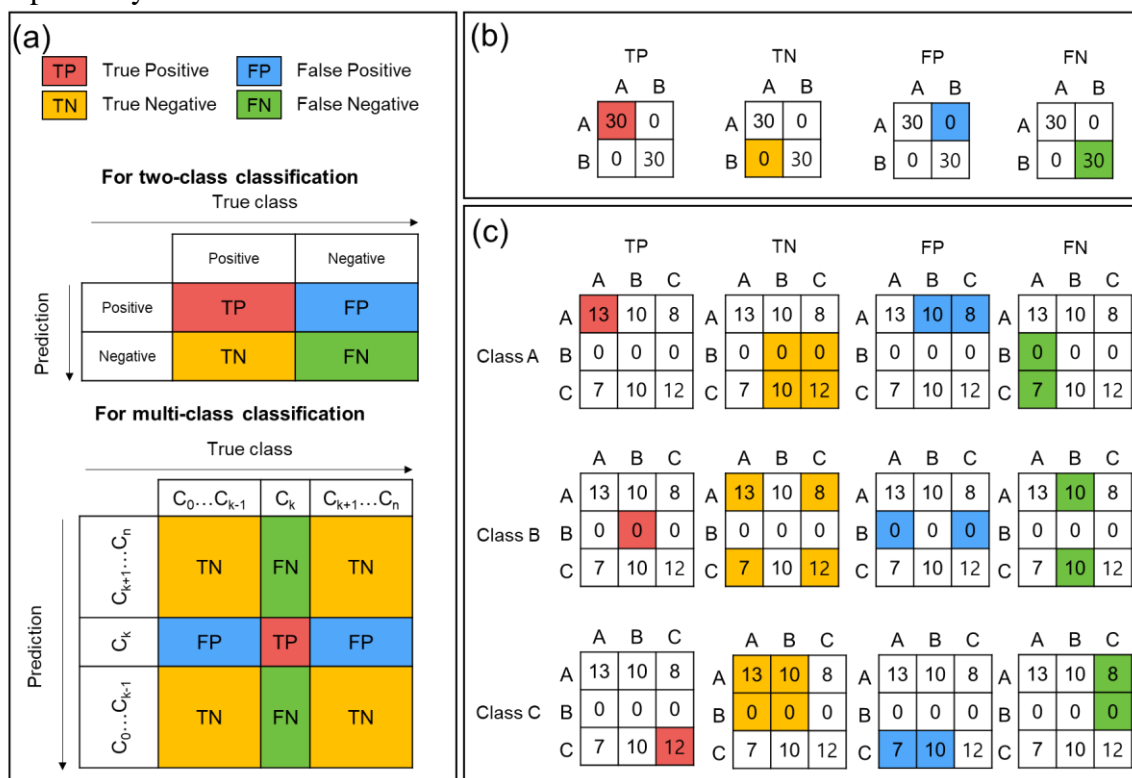 (a)
TP True Positive FP False Positive
TN True Negative FN False Negative
For two-class classification
True class
Positive Negative
Prediction
Positive TP FP
Negative TN FN
For multi-class classification
True class
C0...Ck-1 Ck Ck+1...Cn
Prediction
Ck+1...Cn TN FN TN
Ck FP TP FP
C0...Ck-1 TN FN TN
(b)
TP TN FP FN
A B A B A B A B
A 30 0 A 30 0 A 30 0 A 30 0
B 0 30 B 0 30 B 0 30 B 0 30
(c)
TP TN FP FN
A B C A B C A B C A B C
A 13 10 8 A 13 10 8 A 13 10 8 A 13 10 8
Class A B 0 0 0 B 0 0 0 B 0 0 0 B 0 0 0
C 7 10 12 C 7 10 12 C 7 10 12 C 7 10 12
A B C A B C A B C A B C
A 13 10 8 A 13 10 8 A 13 10 8 A 13 10 8
Class B B 0 0 0 B 0 0 0 B 0 0 0 B 0 0 0
C 7 10 12 C 7 10 12 C 7 10 12 C 7 10 12
A B C A B C A B C A B C
A 13 10 8 A 13 10 8 A 13 10 8 A 13 10 8
Class C B 0 0 0 B 0 0 0 B 0 0 0 B 0 0 0
C 7 10 12 C 7 10 12 C 7 10 12 C 7 10 12